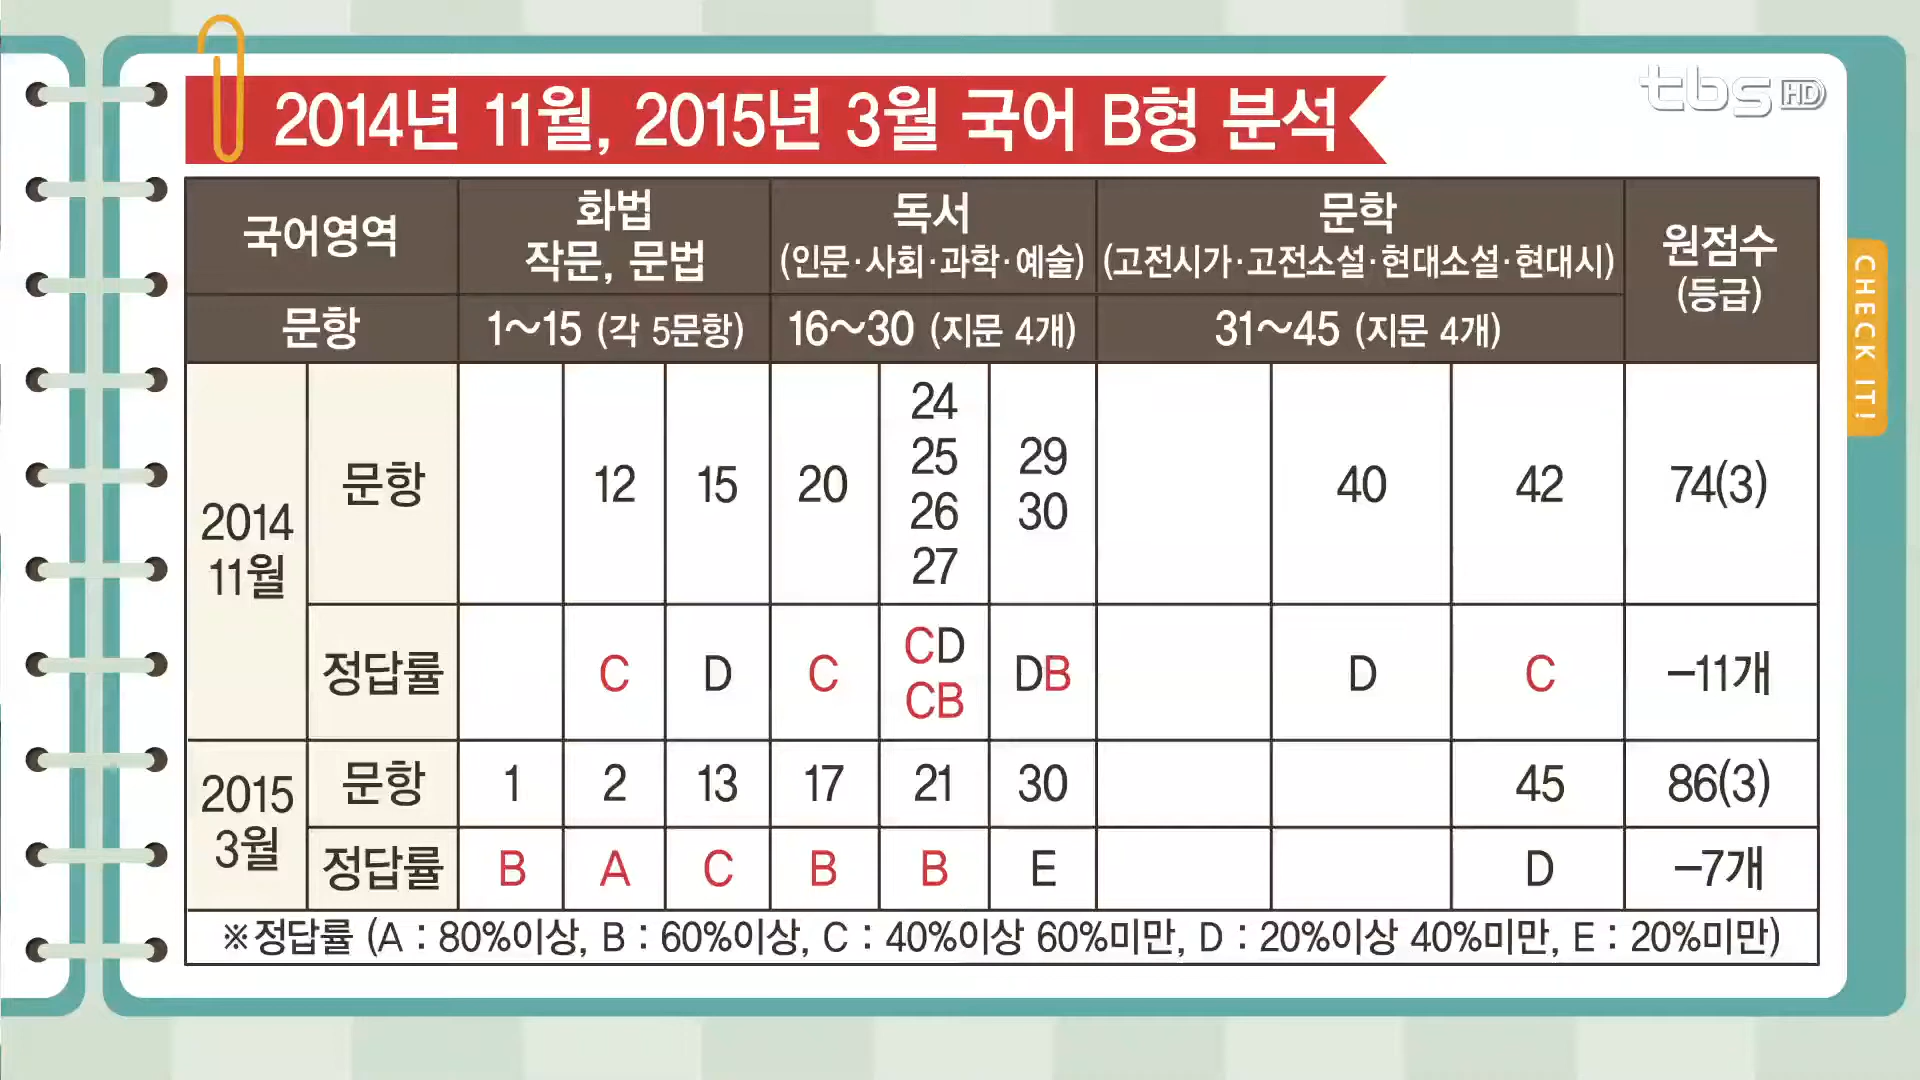 tbs HD
2014년 11월, 2015년 3월 국어 B형 분석
국어영역
화법
작문, 문법
독서
(인문·사회·과학·예술)
문학
(고전시가·고전소설·현대소설·현대시)
원점수
(등급)
문항
1~15 (각 5문항)
16~30 (지문 4개)
31~45 (지문 4개)
CHECK IT!
2014
11월
문항
12
15
20
24
25
26
27
29
30
40
42
74(3)
정답률
C
D
C
CD
CB
DB
D
C
-11개
2015
3월
문항
1
2
13
17
21
30
45
86(3)
정답률
B
A
C
B
B
E
D
-7개
※정답률 (A : 80%이상, B : 60%이상, C : 40%이상 60%미만, D : 20%이상 40%미만, E : 20%미만)